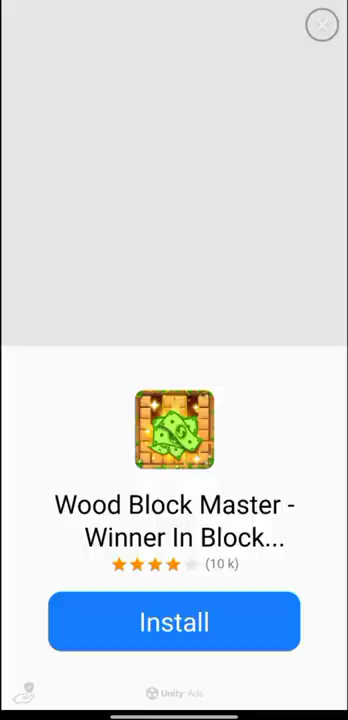 Wood Block Master -
Winner In Block...
(10 k)
Install
Unity Ads